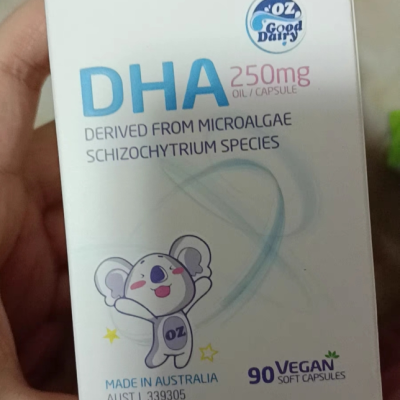 OZ
Good
Dairy
DHA 250mg
OIL / CAPSULE
DERIVED FROM MICROALGAE
SCHIZOCHYTRIUM SPECIES
OZ
MADE IN AUSTRALIA
AUST L 339305
90 VEGAN
SOFT CAPSULES